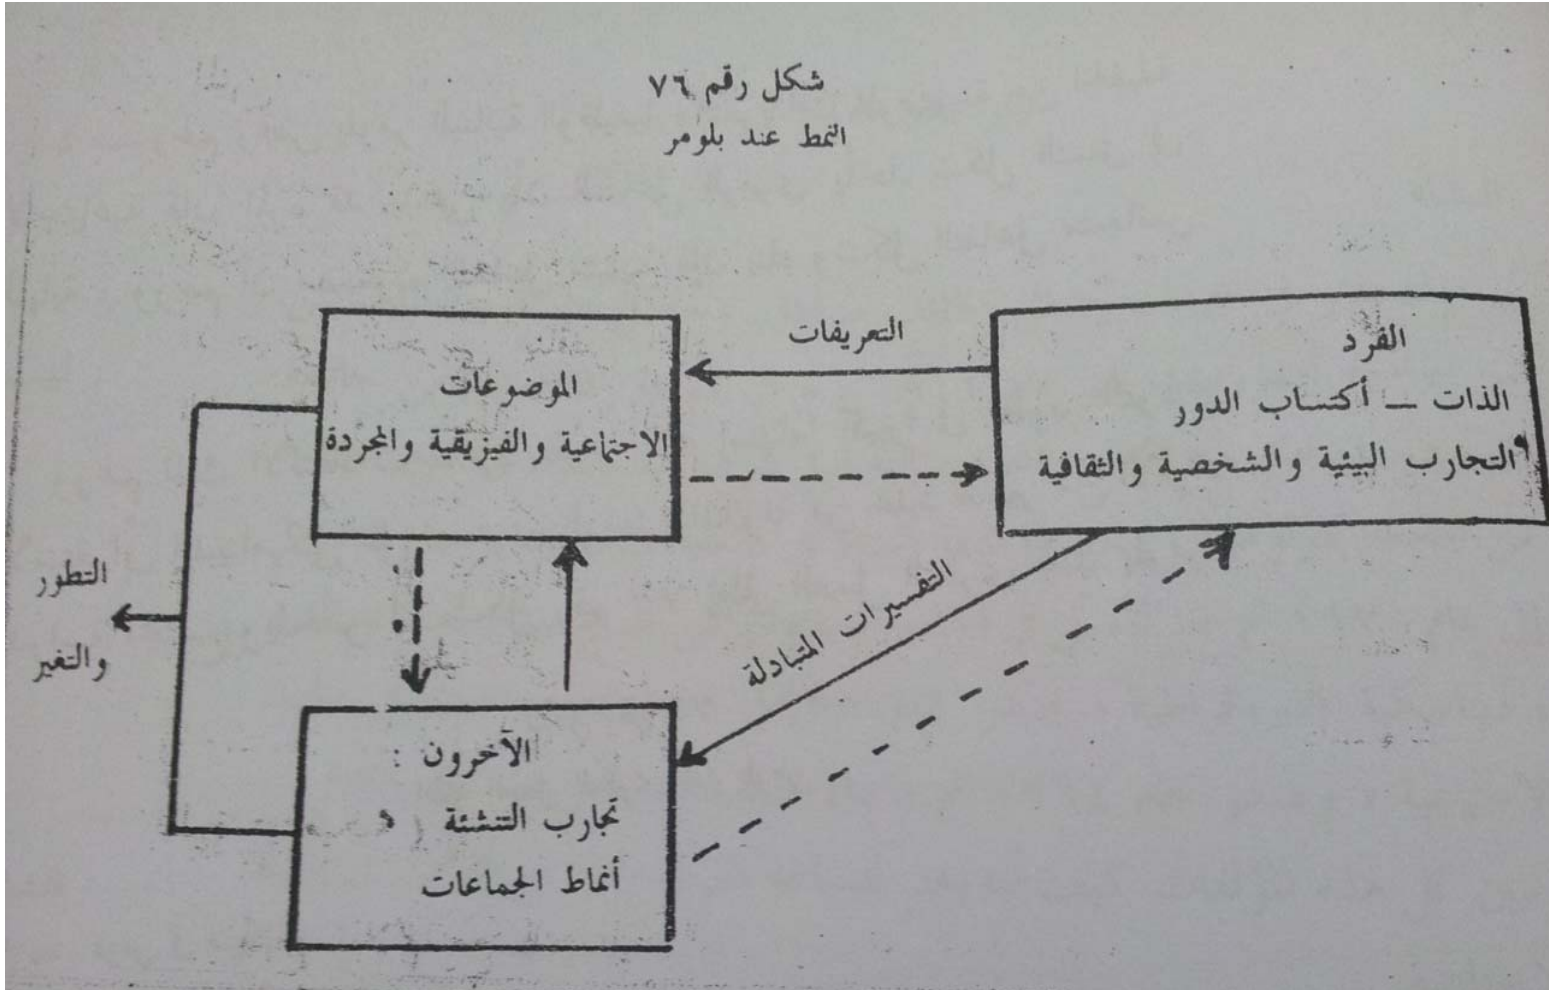 شكل رقم ٧٦
النمط عند بلومر
الفرد
الذات — أكتساب الدور
التجارب البيئية والشخصية والثقافية
التعريفات
الموضوعات
الاجتماعية والفيزيقية والمجردة
التفسيرات المتبادلة
التطور
والتغير
الآخرون :
تجارب التنشئة
أنماط الجماعات